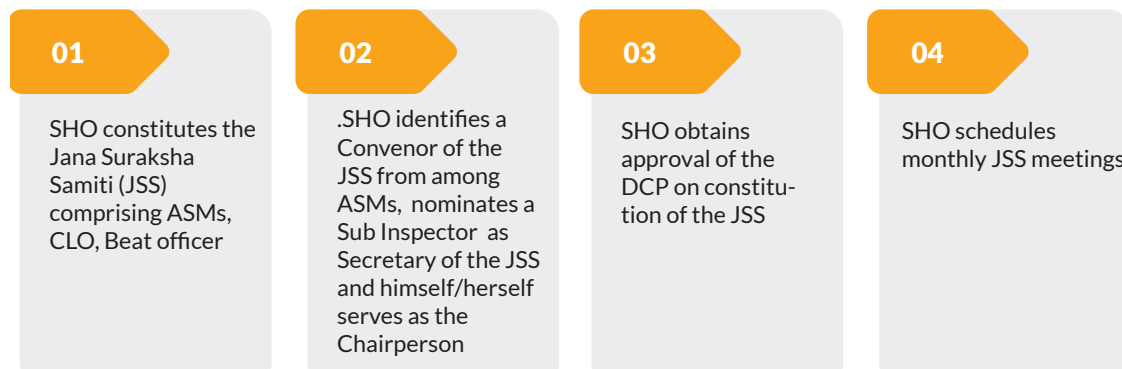 01
SHO constitutes the
Jana Suraksha
Samiti (JSS)
comprising ASMs,
CLO, Beat officer
02
.SHO identifies a
Convenor of the
JSS from among
ASMs, nominates a
Sub Inspector as
Secretary of the JSS
and himself/herself
serves as the
Chairperson
03
SHO obtains
approval of the
DCP on constitu-
tion of the JSS
04
SHO schedules
monthly JSS meetings